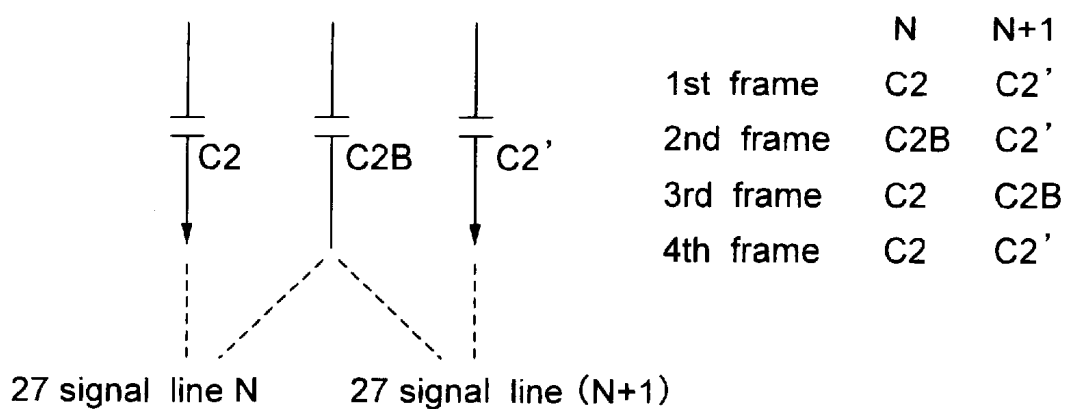 N N+1
1st frame C2 C2’
2nd frame C2B C2’
3rd frame C2 C2B
4th frame C2 C2’
C2 C2B C2’
27 signal line N 27 signal line (N+1)